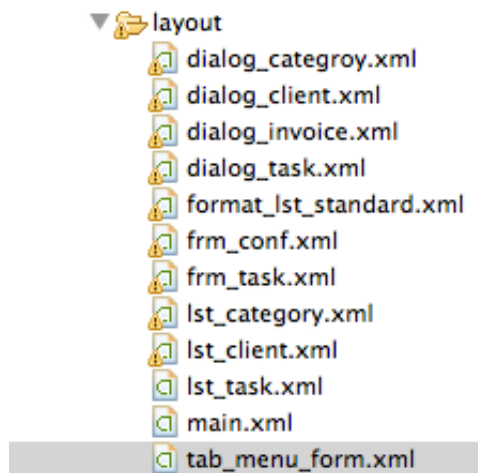 layout
dialog_categroy.xml
dialog_client.xml
dialog_invoice.xml
dialog_task.xml
format_lst_standard.xml
frm_conf.xml
frm_task.xml
lst_category.xml
lst_client.xml
lst_task.xml
main.xml
tab_menu_form.xml